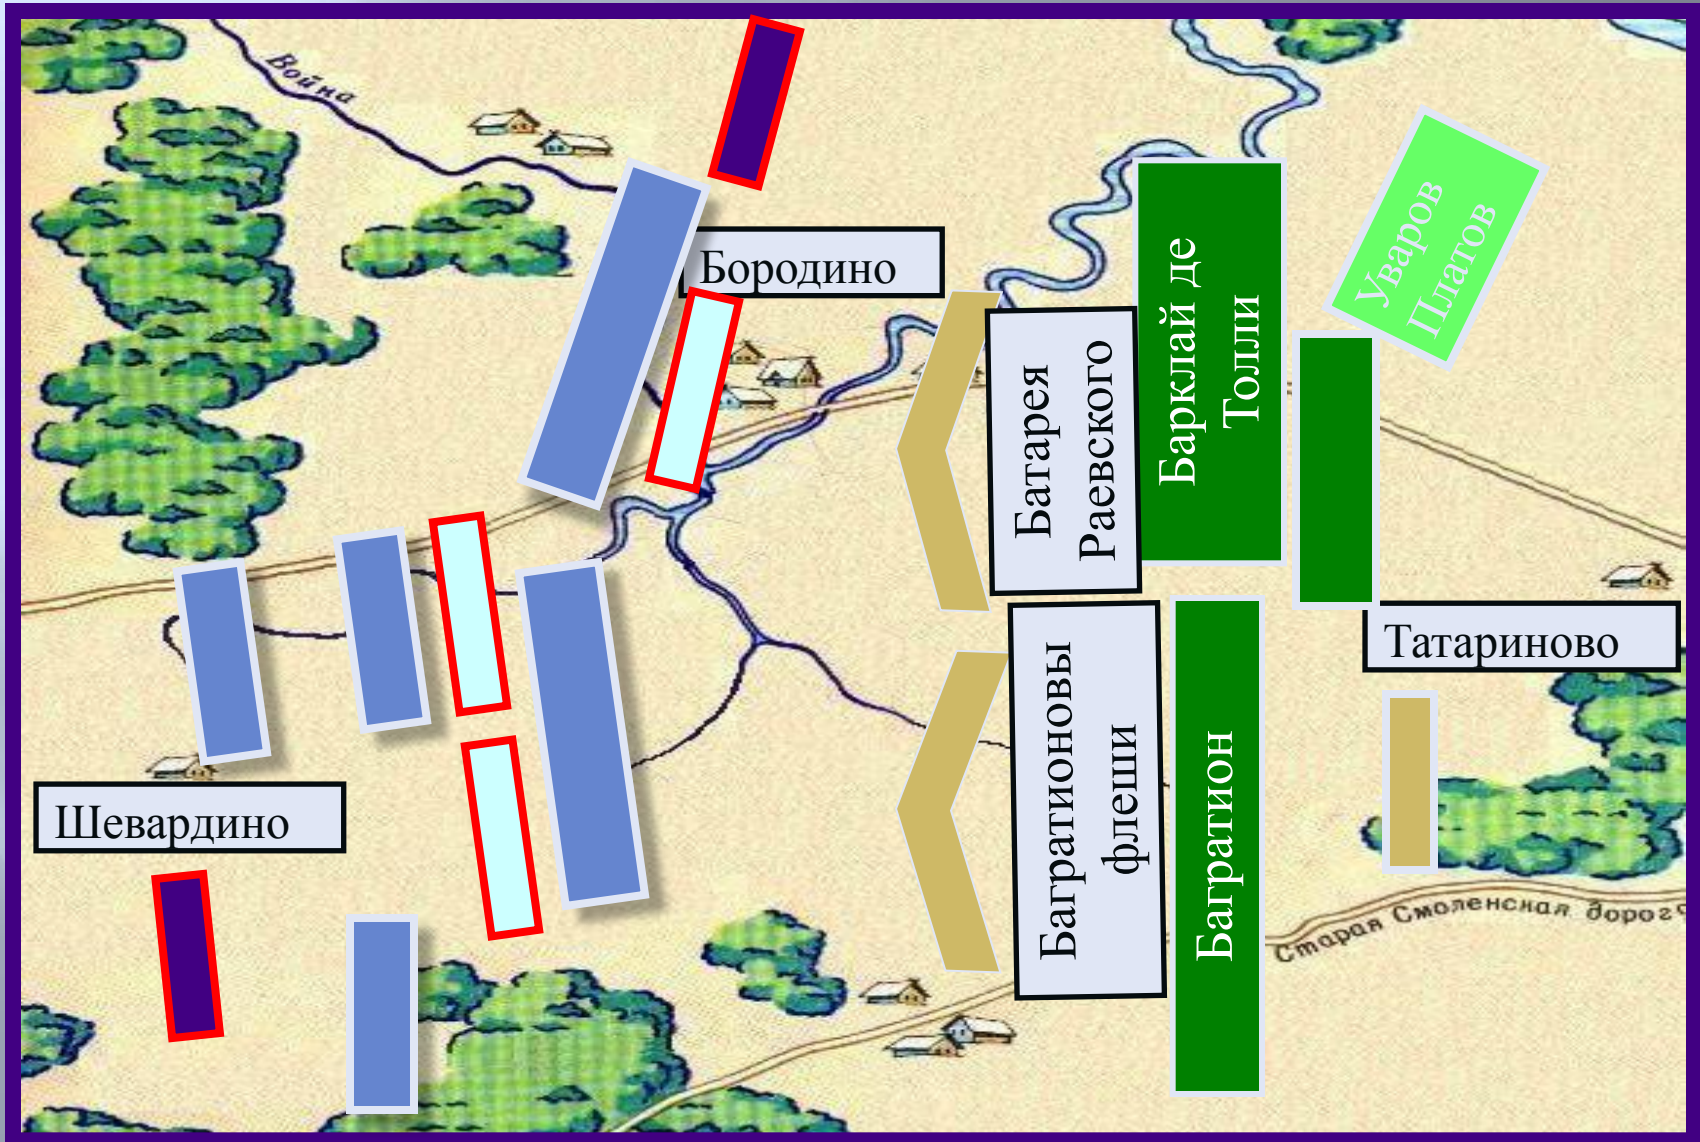 Война
Бородино
Уваров
Платов
Барклай де
Толли
Батарея
Раевского
Татариново
Багратионовы
флеши
Багратион
Шевардино
Старая Смоленская дорога